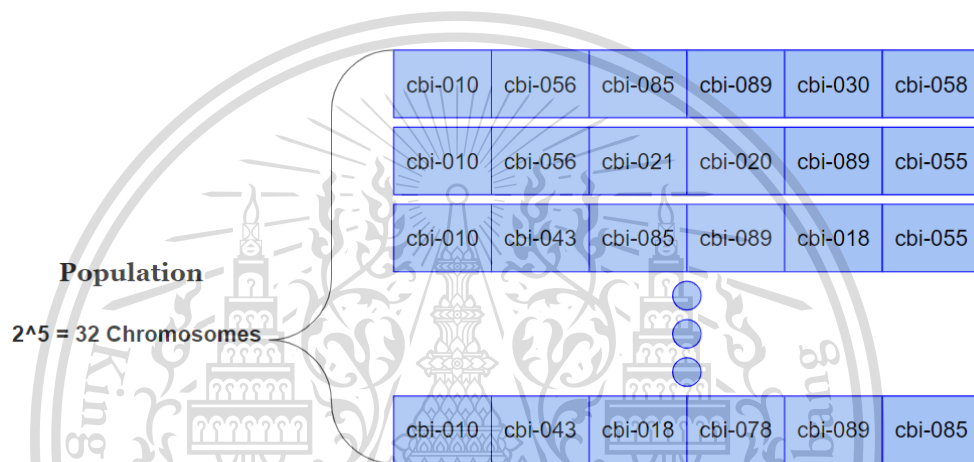 cbi-010 cbi-056 cbi-085 cbi-089 cbi-030 cbi-058
cbi-010 cbi-056 cbi-021 cbi-020 cbi-089 cbi-055
cbi-010 cbi-043 cbi-085 cbi-089 cbi-018 cbi-055
Population
2^5 = 32 Chromosomes
cbi-010 cbi-043 cbi-018 cbi-078 cbi-089 cbi-085
King